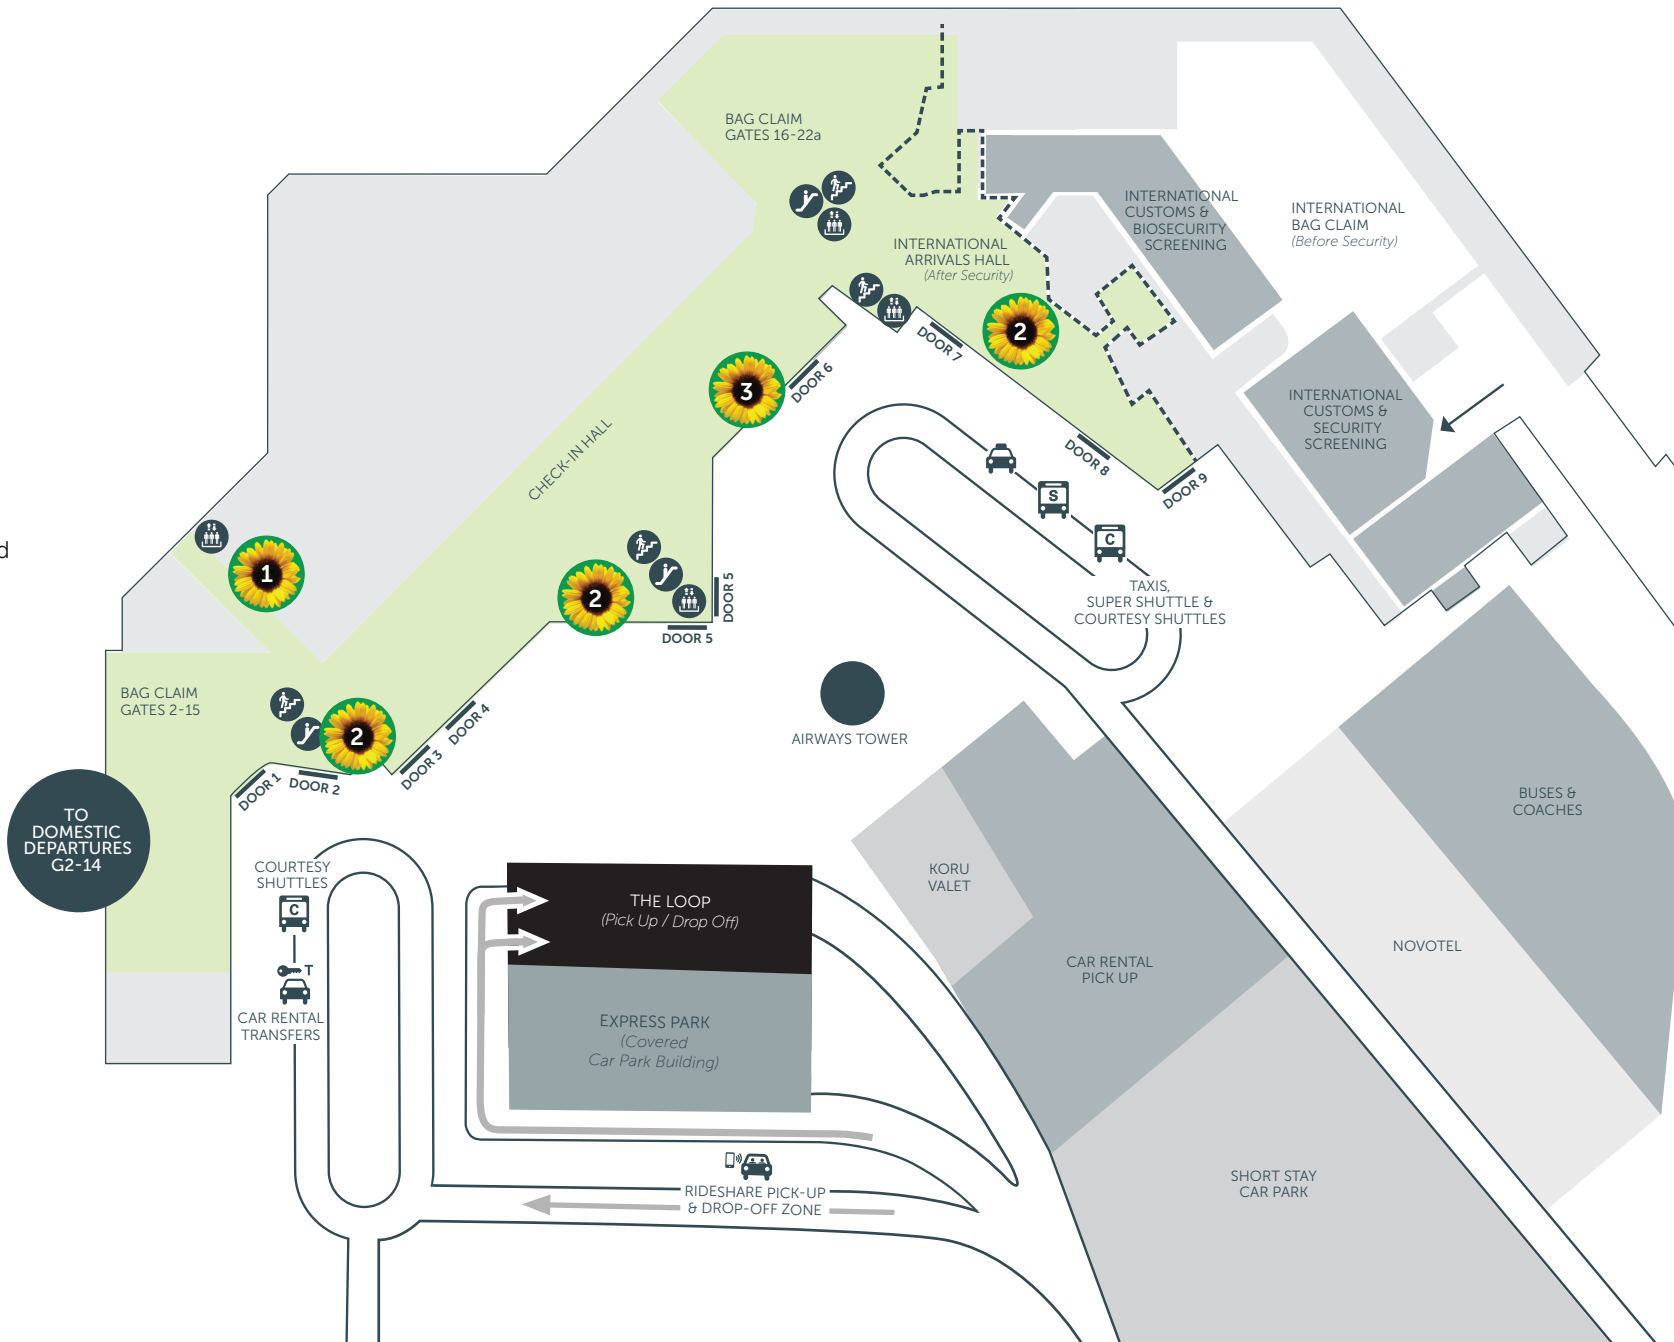 BAG CLAIM
GATES 16-22a
INTERNATIONAL
CUSTOMS &
BIOSECURITY
SCREENING
INTERNATIONAL
BAG CLAIM
(Before Security)
INTERNATIONAL
ARRIVALS HALL
(After Security)
2
DOOR 7
3
DOOR 6
INTERNATIONAL
CUSTOMS &
SECURITY
SCREENING
CHECK-IN HALL
DOOR 8
DOOR 9
S
C
d
1
2
DOOR 5
DOOR 5
TAXIS,
SUPER SHUTTLE &
COURTESY SHUTTLES
BAG CLAIM
GATES 2-15
2
DOOR 4
DOOR 3
DOOR 1
DOOR 2
AIRWAYS TOWER
TO
DOMESTIC
DEPARTURES
G2-14
BUSES &
COACHES
COURTESY
SHUTTLES
C
T
CAR RENTAL
TRANSFERS
THE LOOP
(Pick Up / Drop Off)
KORU
VALET
NOVOTEL
CAR RENTAL
PICK UP
EXPRESS PARK
(Covered
Car Park Building)
RIDESHARE PICK-UP
& DROP-OFF ZONE
SHORT STAY
CAR PARK